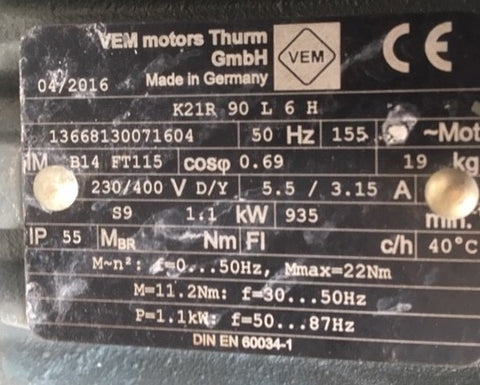 VEM motors Thurm
GmbH
VEM
CE
04/2016 Made in Germany
K21R 90 L 6 H
13668130071604 50 Hz 155 ~Mot
IM B14 FT115 cosφ 0.69 19 kg
230/400 V D/Y 5.5 / 3.15 A
S9 1.1 kW 935 min.⁻
IP 55 MBR Nm FI c/h 40°C
M~n²: f=0...50Hz, Mmax=22Nm
M=11.2Nm: f=30...50Hz
P=1.1kW: f=50...87Hz
DIN EN 60034-1